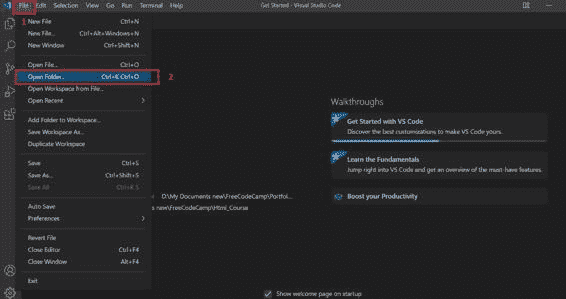 File Edit Selection View Go Run Terminal Help Get Started - Visual Studio Code
1
New File Ctrl+N
New File... Ctrl+Alt+Windows+N
New Window Ctrl+Shift+N
Open File... Ctrl+O
Open Folder... Ctrl+K Ctrl+O 2
Open Workspace from File...
Open Recent
Add Folder to Workspace...
Save Workspace As...
Duplicate Workspace
Save Ctrl+S
Save As... Ctrl+Shift+S
Save All Ctrl+K S
Auto Save
Preferences
Revert File
Close Editor Ctrl+F4
Close Window Alt+F4
Exit
D:\My Documents new\FreeCodeCamp\Portfol...
s new\FreeCodeCamp\Html_Course
Walkthroughs
Get Started with VS Code
Discover the best customizations to make VS Code yours.
Learn the Fundamentals
Jump right into VS Code and get an overview of the must-have features.
Boost your Productivity
Show welcome page on startup